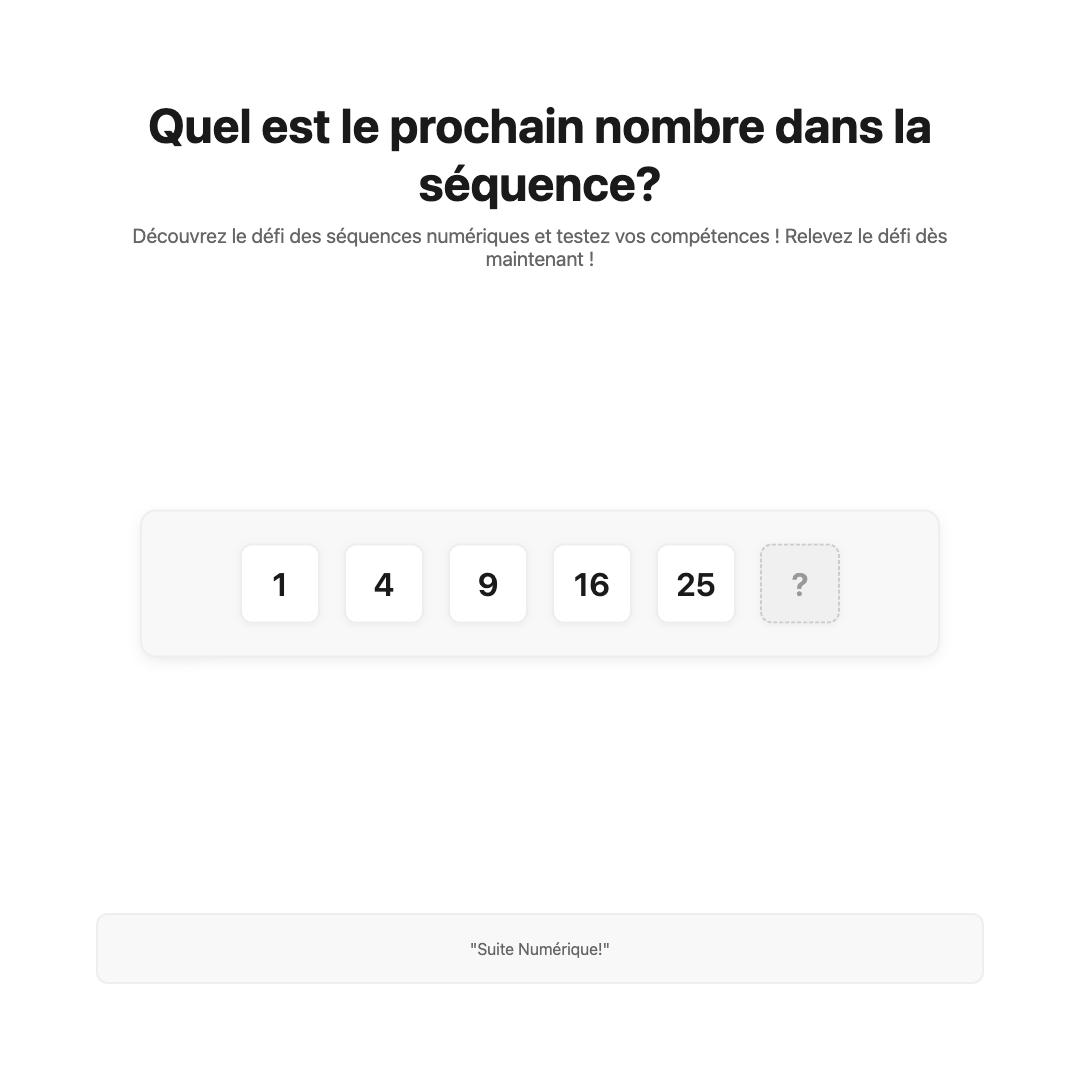 Quel est le prochain nombre dans la
séquence?
Découvrez le défi des séquences numériques et testez vos compétences ! Relevez le défi dès
maintenant !
1 4 9 16 25 ?
"Suite Numérique!"